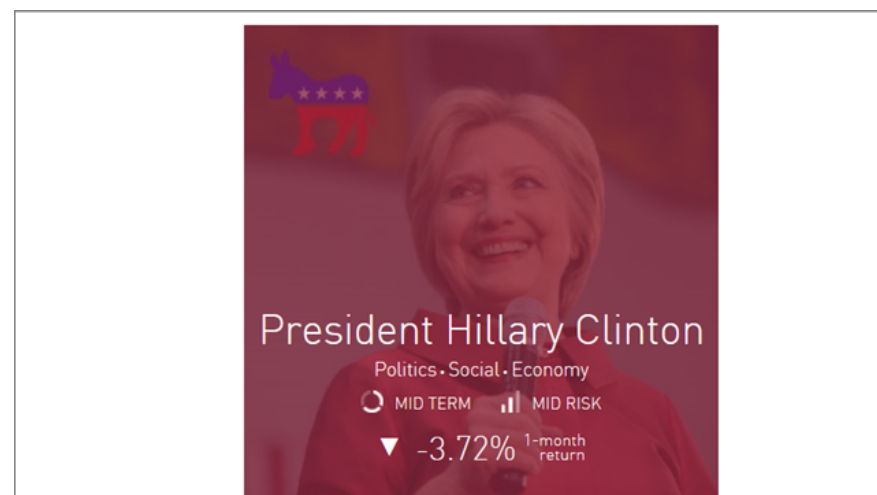 President Hillary Clinton
Politics • Social • Economy
MID TERM MID RISK
▼ -3.72% 1-month return